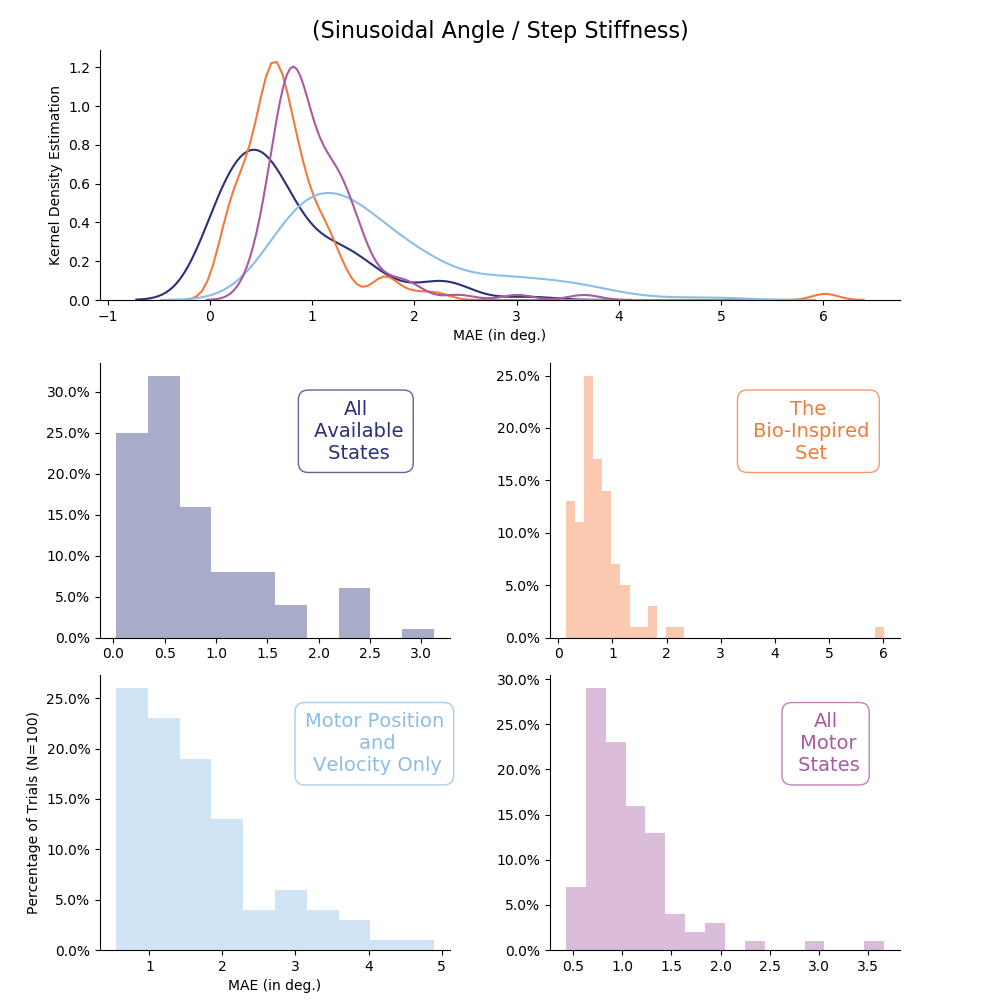 (Sinusoidal Angle / Step Stiffness)
Kernel Density Estimation
1.2
1.0
0.8
0.6
0.4
0.2
0.0
−1 0 1 2 3 4 5 6
MAE (in deg.)
30.0%
25.0%
20.0%
15.0%
10.0%
5.0%
0.0%
0.0 0.5 1.0 1.5 2.0 2.5 3.0
All
Available
States
25.0%
20.0%
15.0%
10.0%
5.0%
0.0%
0 1 2 3 4 5 6
The
Bio-Inspired
Set
Percentage of Trials (N=100)
25.0%
20.0%
15.0%
10.0%
5.0%
0.0%
1 2 3 4 5
MAE (in deg.)
Motor Position
and
Velocity Only
30.0%
25.0%
20.0%
15.0%
10.0%
5.0%
0.0%
0.5 1.0 1.5 2.0 2.5 3.0 3.5
All
Motor
States